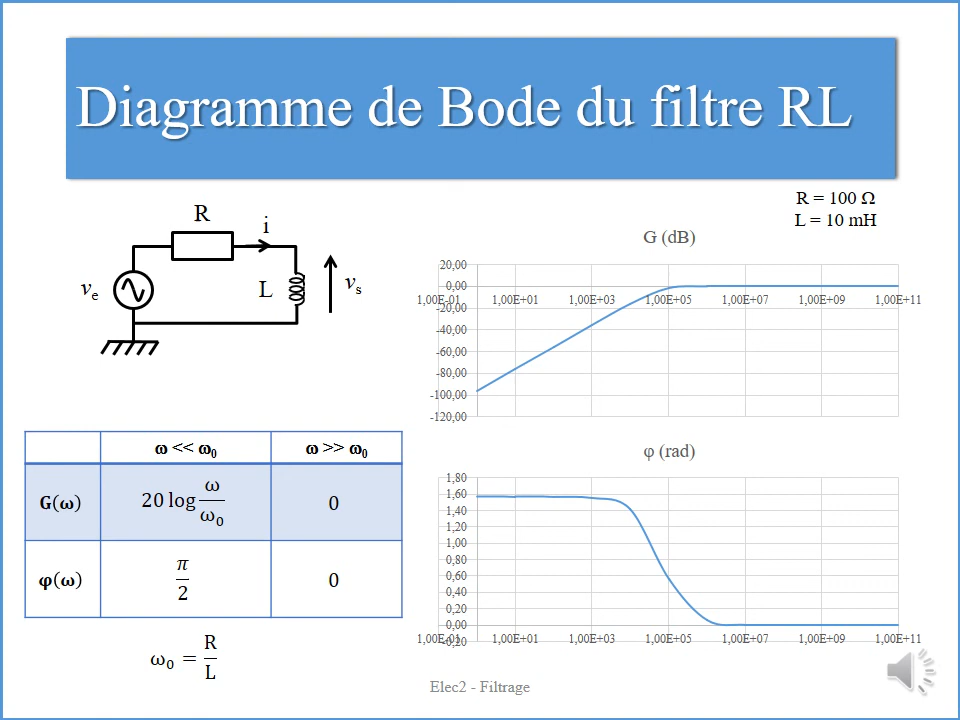 Diagramme de Bode du filtre RL
R = 100 Ω
L = 10 mH
R
i
L
vₑ
vₛ
G (dB)
20,00
0,00
-20,00
-40,00
-60,00
-80,00
-100,00
-120,00
1,00E-01 1,00E+01 1,00E+03 1,00E+05 1,00E+07 1,00E+09 1,00E+11
ω << ω₀ ω >> ω₀
G(ω) 20 log ω/ω₀ 0
φ(ω) π/2 0
ω₀ = R/L
φ (rad)
1,80
1,60
1,40
1,20
1,00
0,80
0,60
0,40
0,20
0,00
-0,20
1,00E-01 1,00E+01 1,00E+03 1,00E+05 1,00E+07 1,00E+09 1,00E+11
Elec2 - Filtrage